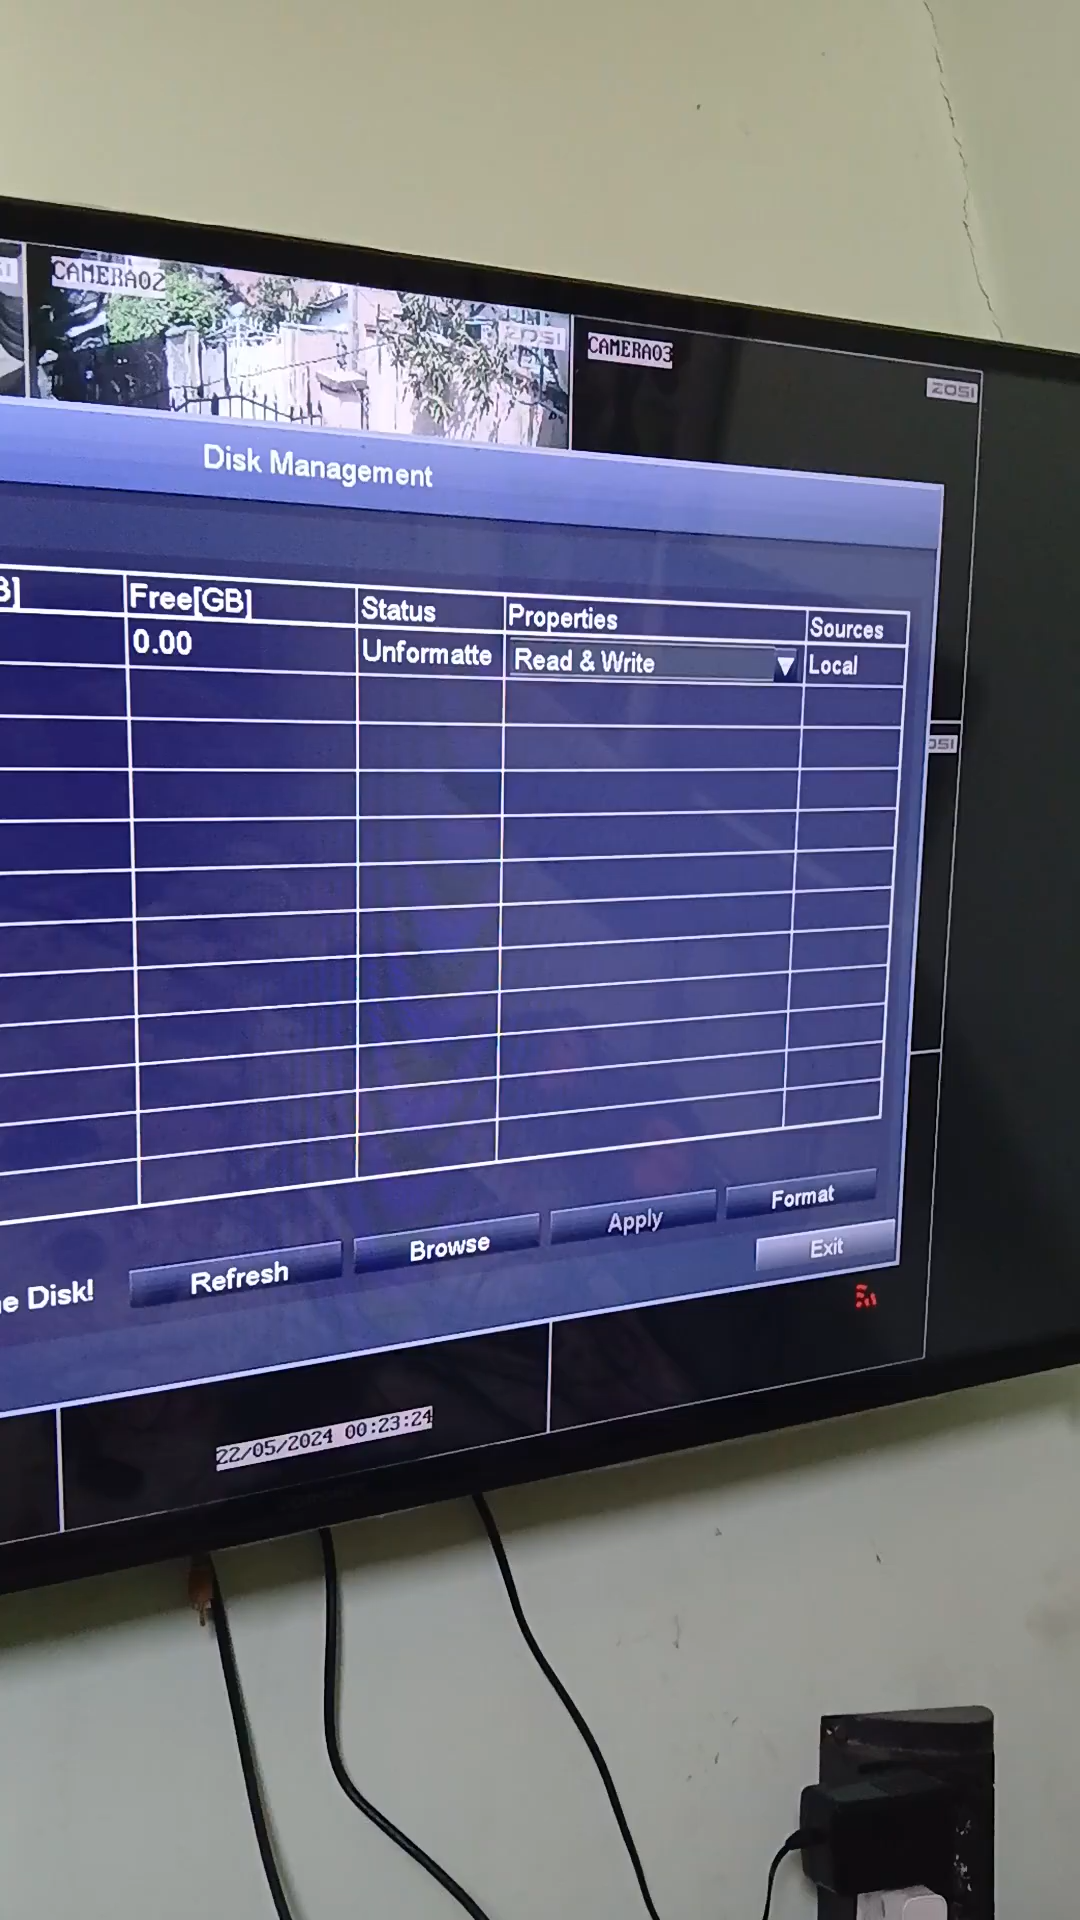 CAMERA02
ZOSI
CAMERA03
ZOSI
Disk Management
B]
Free[GB]
Status
Properties
Sources
0.00
Unformatte
Read & Write
Local
OSI
Format
Apply
Browse
Refresh
Exit
e Disk!
22/05/2024 00:23:24